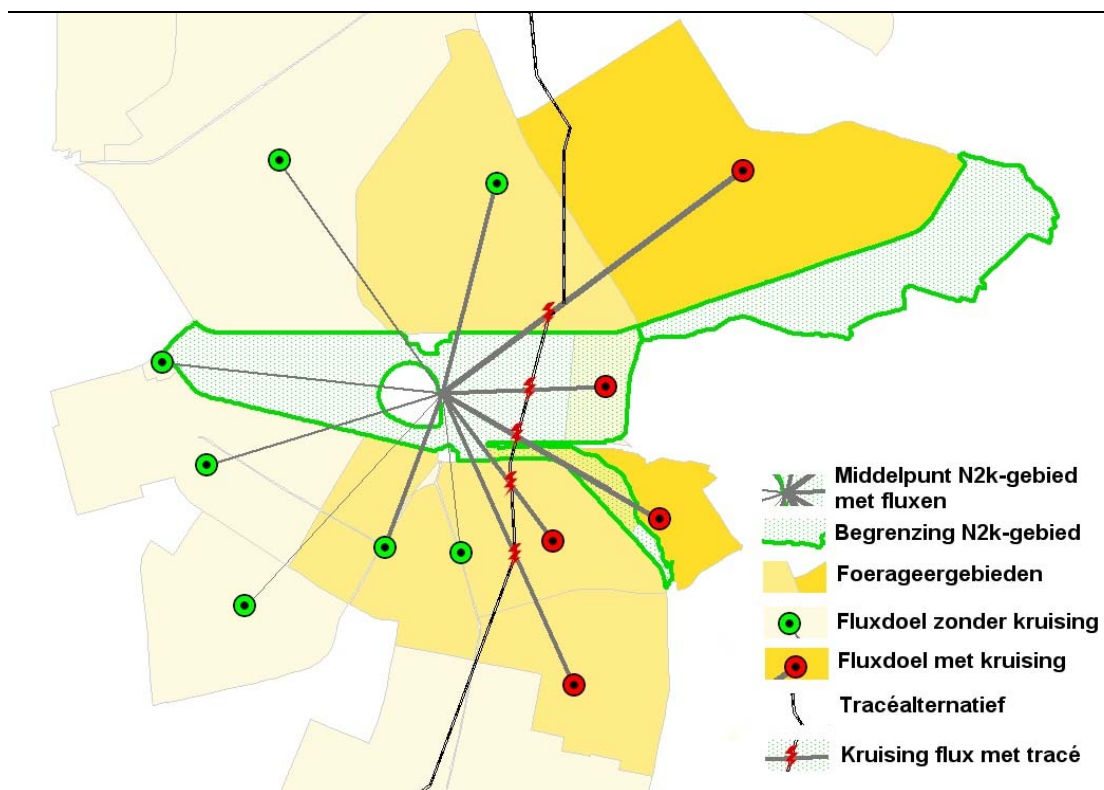 Middelpunt N2k-gebied
met fluxen
Begrenzing N2k-gebied
Foerageergebieden
Fluxdoel zonder kruising
Fluxdoel met kruising
Tracéalternatief
Kruising flux met tracé